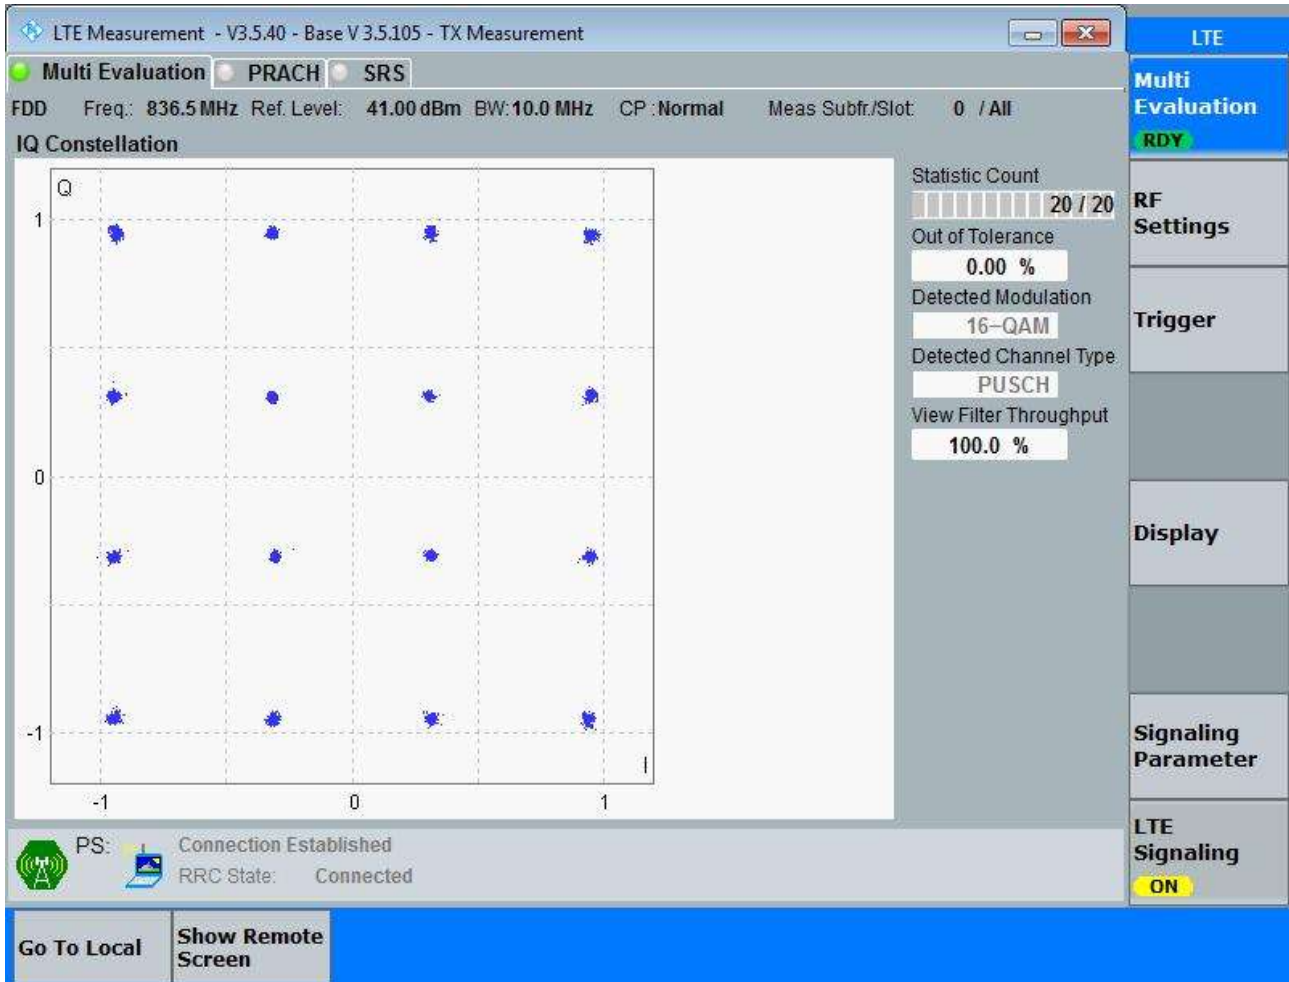 LTE Measurement - V3.5.40 - Base V 3.5.105 - TX Measurement
LTE
Multi Evaluation PRACH SRS
FDD Freq.: 836.5 MHz Ref. Level: 41.00 dBm BW: 10.0 MHz CP : Normal Meas Subfr./Slot: 0 / All
IQ Constellation
Q
1
0
-1
I
-1 0 1
Statistic Count
20 / 20
Out of Tolerance
0.00 %
Detected Modulation
16-QAM
Detected Channel Type
PUSCH
View Filter Throughput
100.0 %
Multi
Evaluation
RDY
RF
Settings
Trigger
Display
Signaling
Parameter
LTE
Signaling
ON
PS: Connection Established
RRC State: Connected
Go To Local
Show Remote
Screen